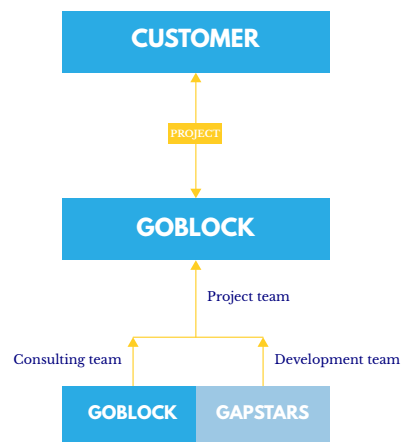 CUSTOMER
PROJECT
GOBLOCK
Project team
Consulting team
Development team
GOBLOCK
GAPSTARS